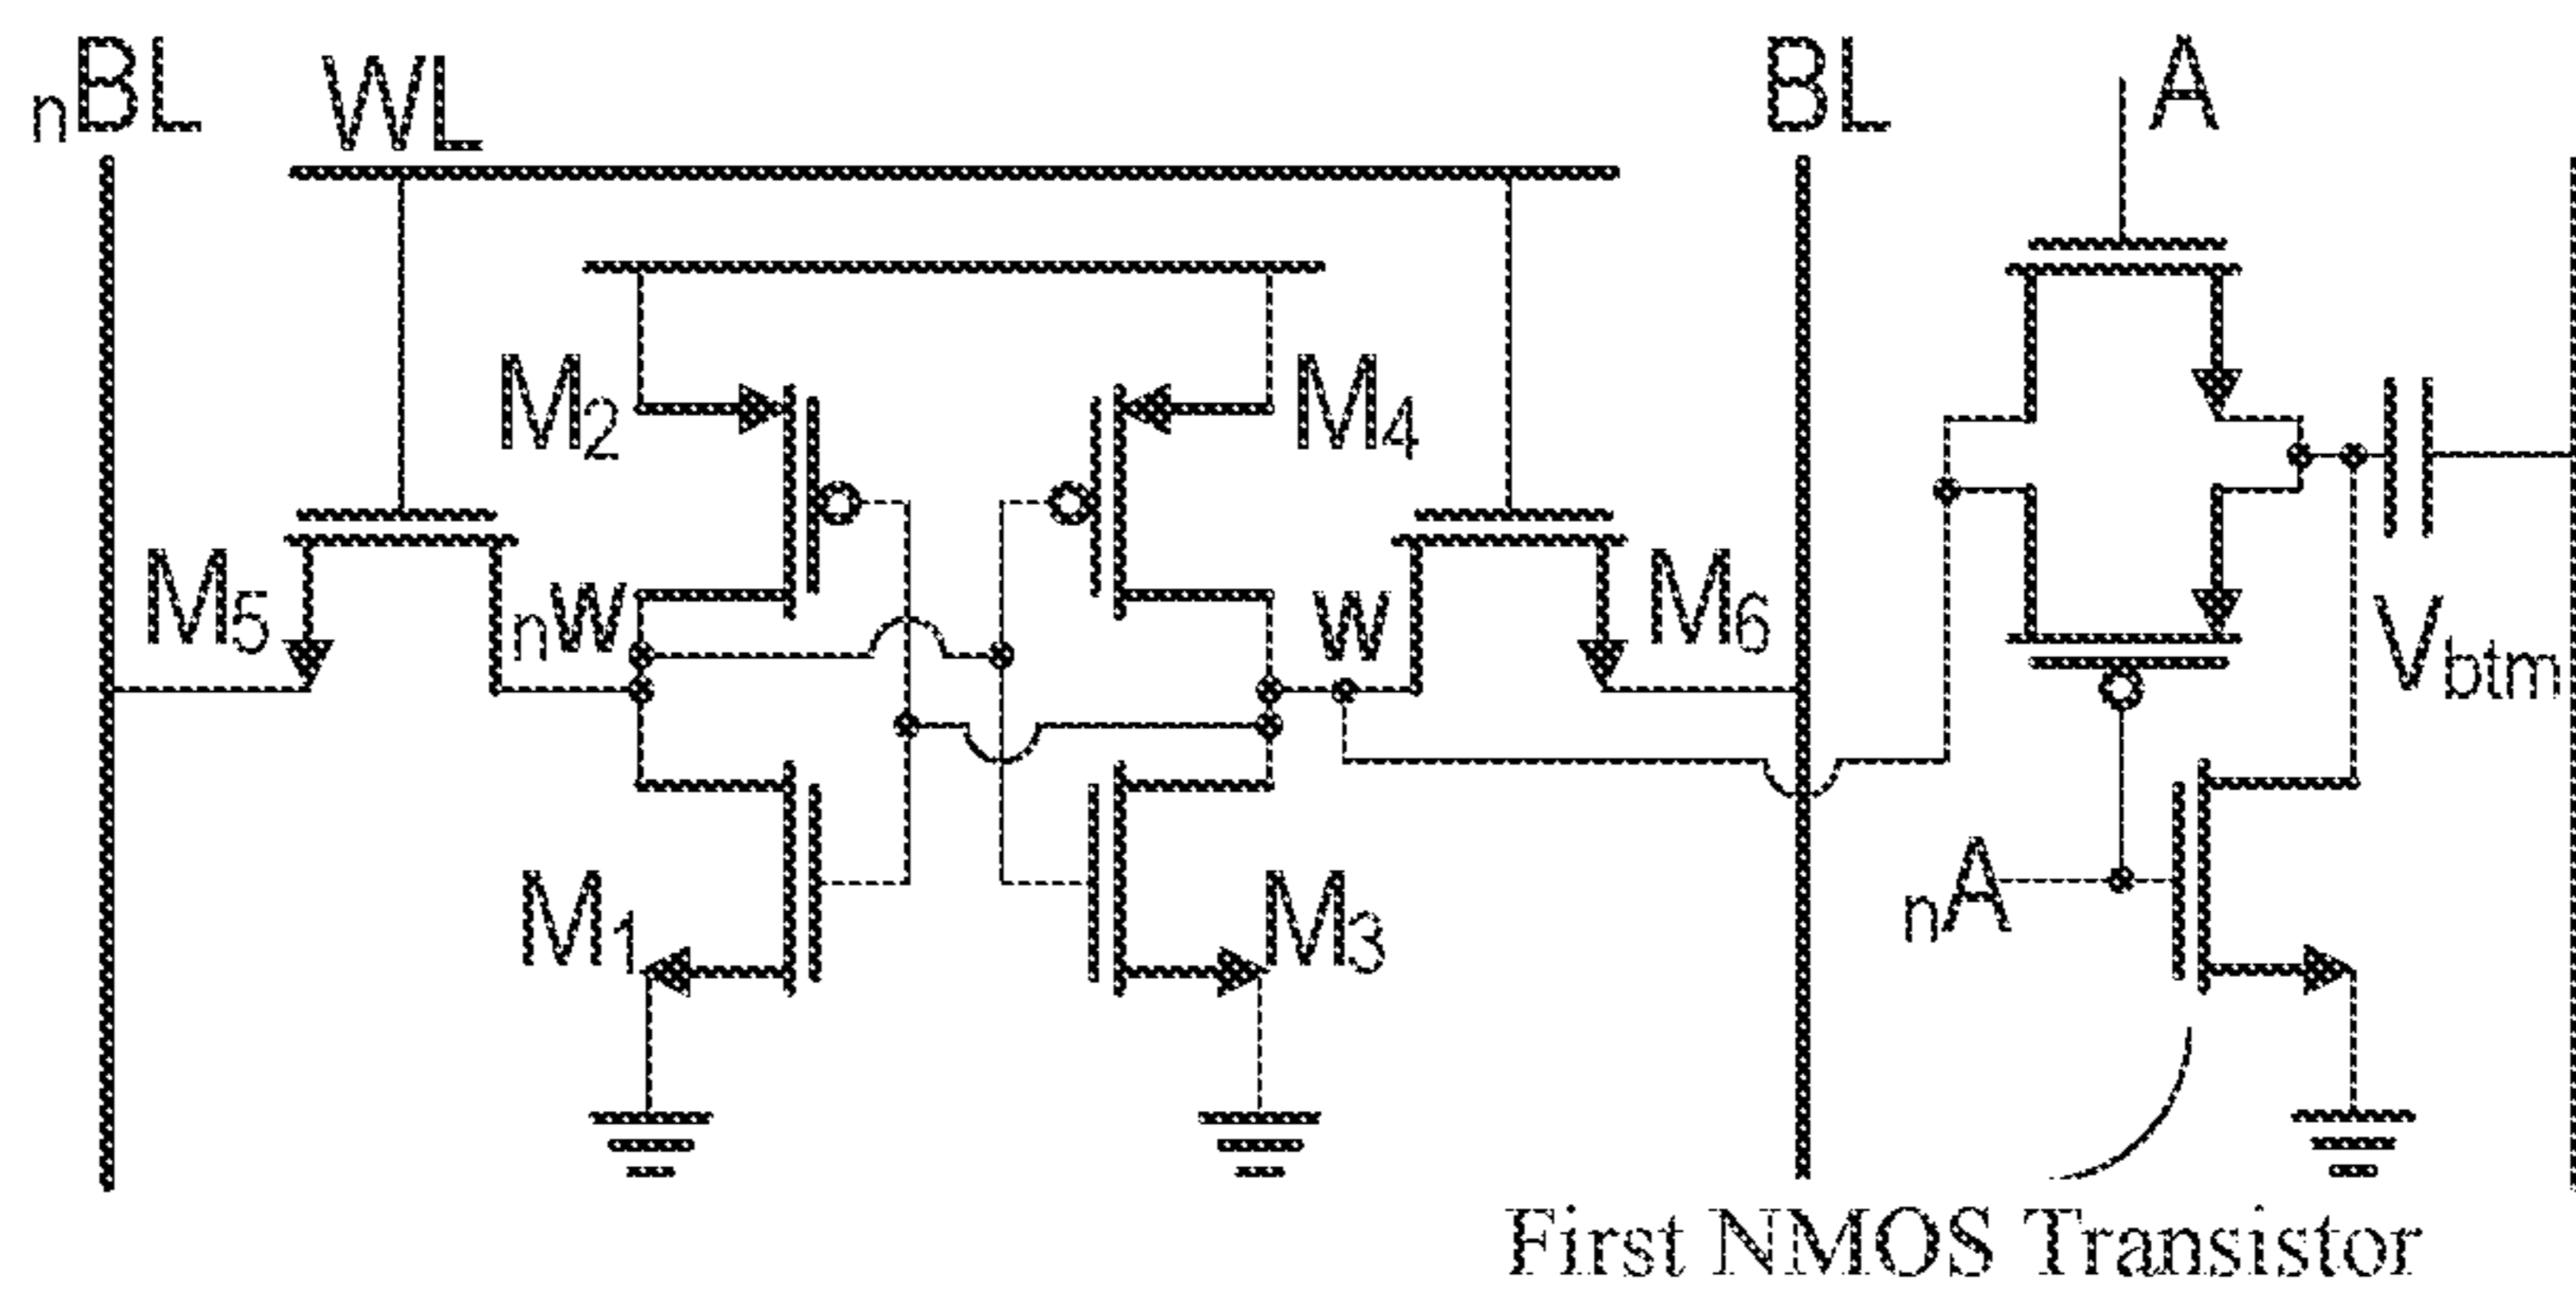 nBL
WL
BL
A
M2
M4
M5
nW
W
M6
Vbtm
M1
M3
nA
First NMOS Transistor